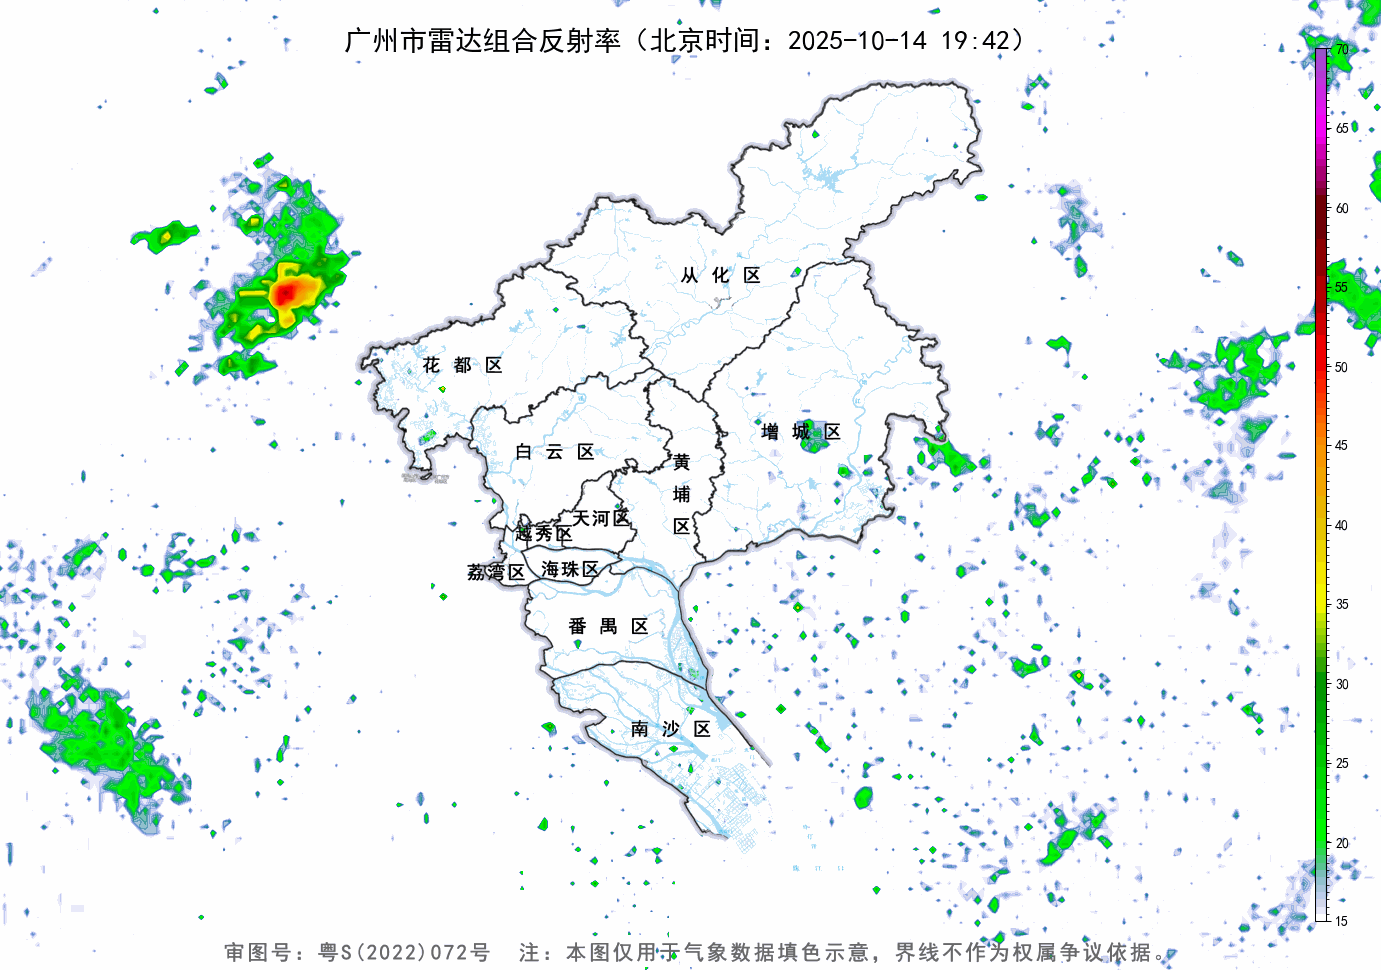 广州市雷达组合反射率（北京时间：2025-10-14 19:42）
70
65
60
55
50
45
40
35
30
25
20
15
从化区
花都区
增城区
白云区
黄埔区
天河区
越秀区
荔湾区
海珠区
番禺区
南沙区
审图号：粤S(2022)072号 注：本图仅用于气象数据填色示意，界线不作为权属争议依据。